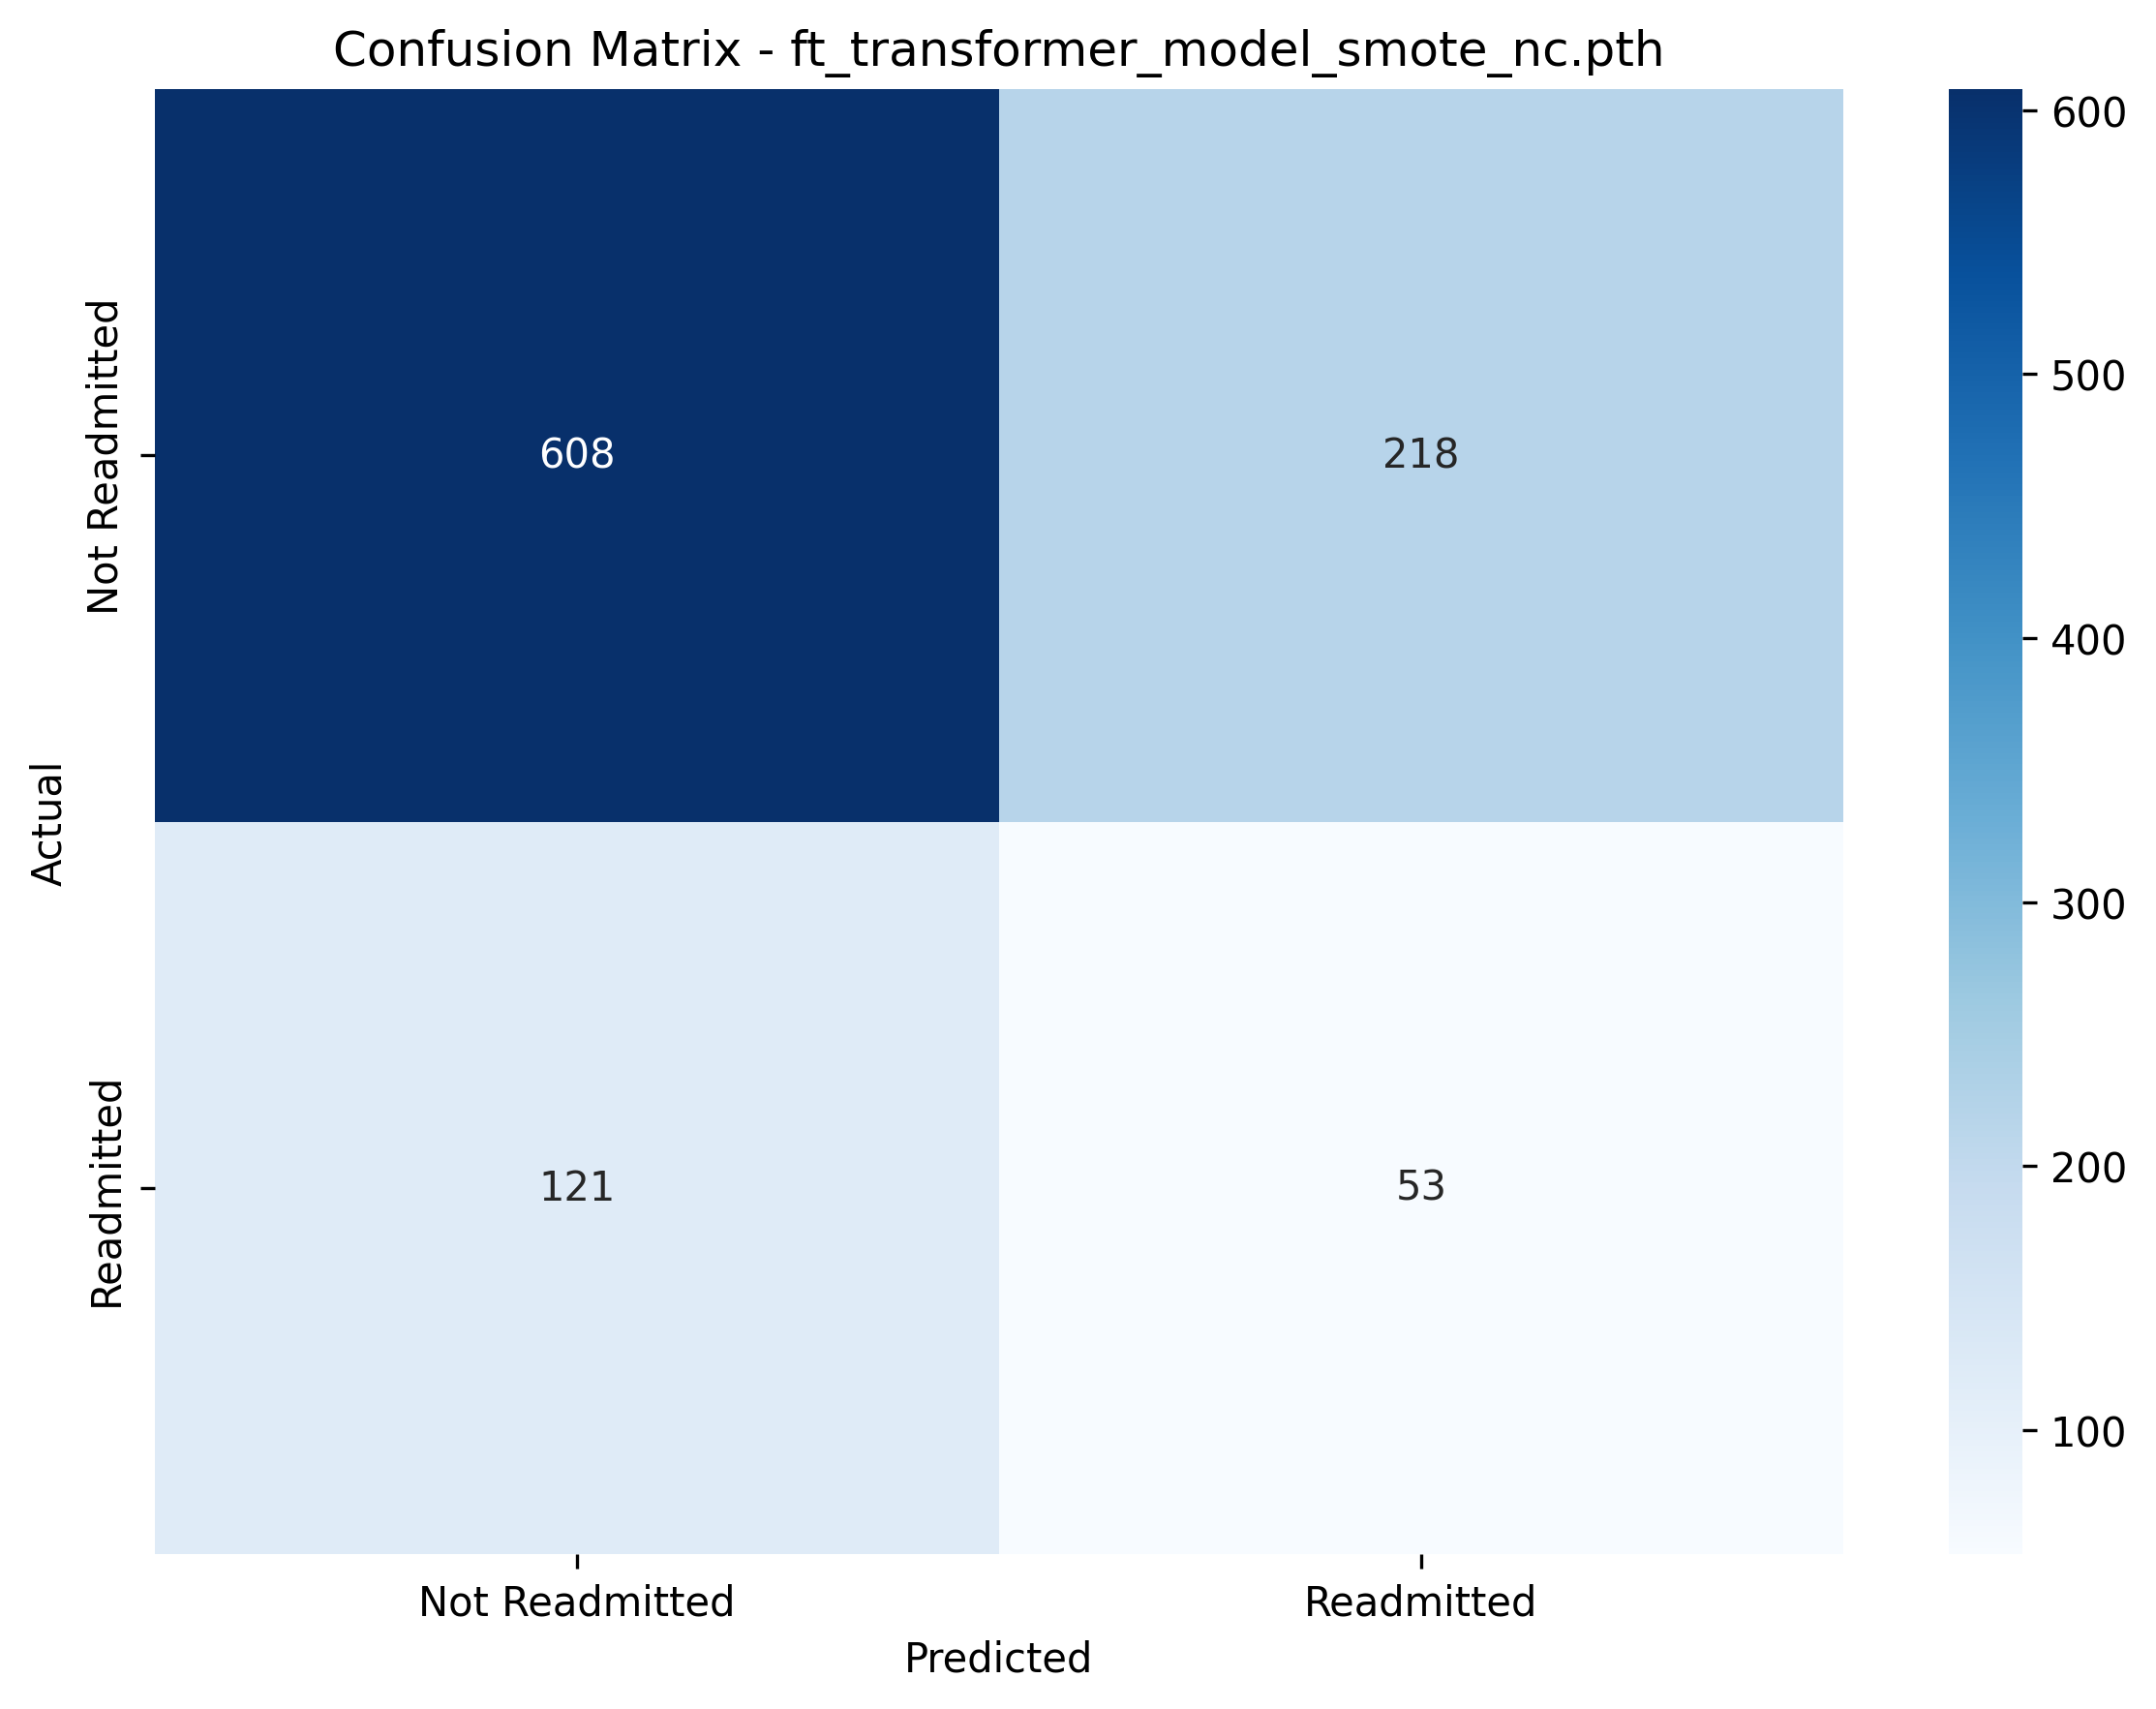 Confusion Matrix - ft_transformer_model_smote_nc.pth
Actual
Not Readmitted
Readmitted
608
218
121
53
Not Readmitted
Readmitted
Predicted
600
500
400
300
200
100